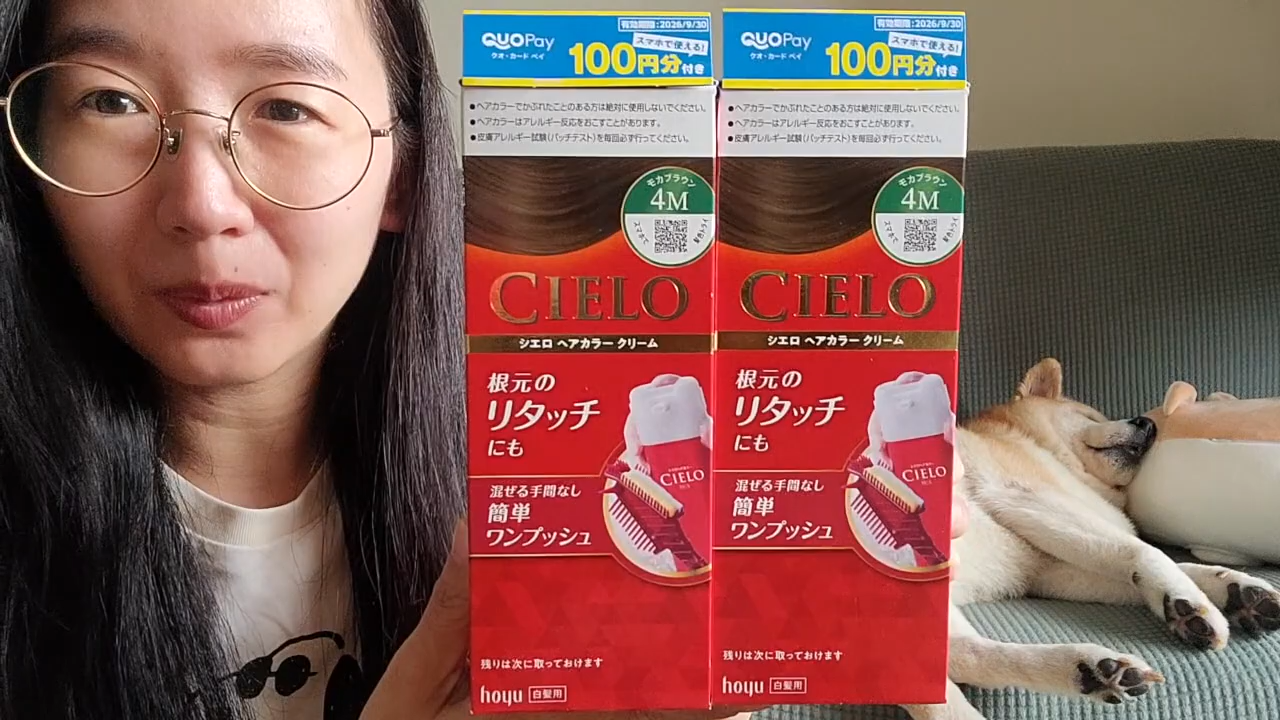 有効期限:2026/9/30
QUOPay
クオ・カード ペイ
スマホで使える!
100円分付き
●ヘアカラーでかぶれたことのある方は絶対に使用しないでください。
●ヘアカラーはアレルギー反応をおこすことがあります。
●皮膚アレルギー試験(パッチテスト)を毎回必ず行ってください。
モカブラウン
4M
スマホで
髪色トライ
CIELO
シエロ ヘアカラー クリーム
根元の
リタッチ
にも
CIELO
混ぜる手間なし
簡単
ワンプッシュ
残りは次に取っておけます
hoyu 白髪用
有効期限:2026/9/30
QUOPay
クオ・カード ペイ
スマホで使える!
100円分付き
●ヘアカラーでかぶれたことのある方は絶対に使用しないでください。
●ヘアカラーはアレルギー反応をおこすことがあります。
●皮膚アレルギー試験(パッチテスト)を毎回必ず行ってください。
モカブラウン
4M
スマホで
髪色トライ
CIELO
シエロ ヘアカラー クリーム
根元の
リタッチ
にも
CIELO
混ぜる手間なし
簡単
ワンプッシュ
残りは次に取っておけます
hoyu 白髪用